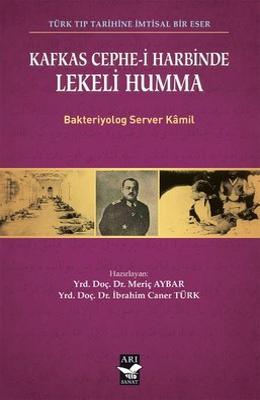 TÜRK TIP TARİHİNE İMTİSAL BİR ESER
KAFKAS CEPHE-İ HARBİNDE
LEKELİ HUMMA
Bakteriyolog Server Kâmil
Hazırlayan:
Yrd. Doç. Dr. Meriç AYBAR
Yrd. Doç. Dr. İbrahim Caner TÜRK
ARI
SANAT